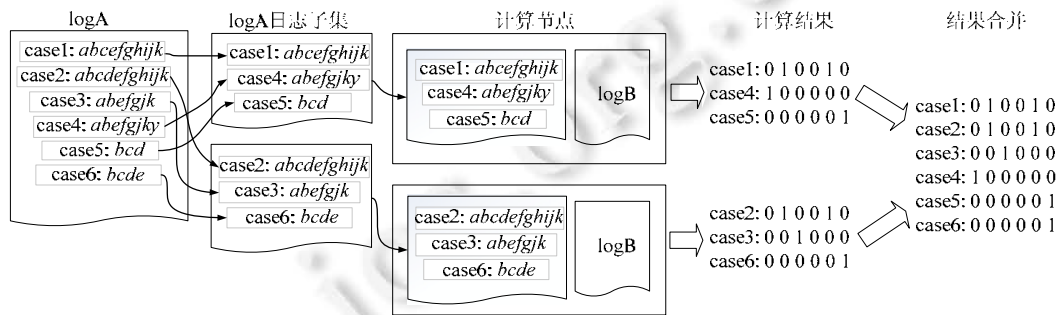 logA
case1: abcefghijk
case2: abcdefghijk
case3: abefgjk
case4: abefgjky
case5: bcd
case6: bcde
logA日志子集
case1: abcefghijk
case4: abefgjky
case5: bcd
case2: abcdefghijk
case3: abefgjk
case6: bcde
计算节点
case1: abcefghijk
case4: abefgjky
case5: bcd
logB
case2: abcdefghijk
case3: abefgjk
case6: bcde
logB
计算结果
case1: 0 1 0 0 1 0
case4: 1 0 0 0 0 0
case5: 0 0 0 0 0 1
case2: 0 1 0 0 1 0
case3: 0 0 1 0 0 0
case6: 0 0 0 0 0 1
结果合并
case1: 0 1 0 0 1 0
case2: 0 1 0 0 1 0
case3: 0 0 1 0 0 0
case4: 1 0 0 0 0 0
case5: 0 0 0 0 0 1
case6: 0 0 0 0 0 1